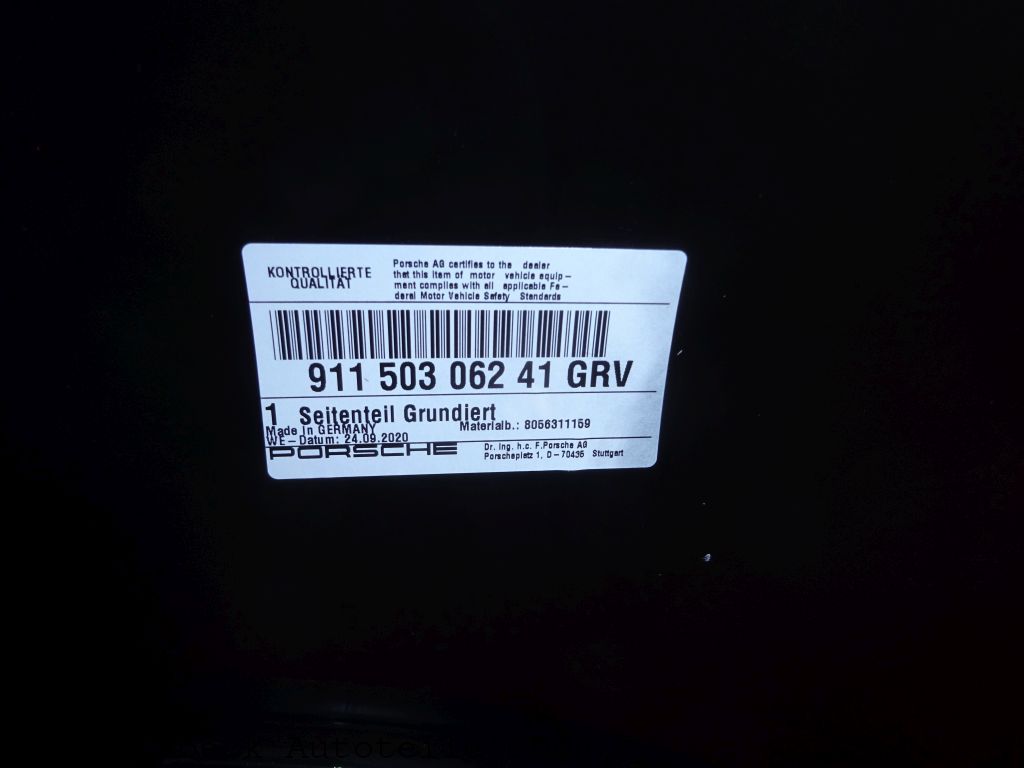 KONTROLLIERTE
QUALITÄT
Porsche AG certifies to the dealer
that this item of motor vehicle equip-
ment complies with all applicable Fe-
deral Motor Vehicle Safety Standards
911 503 062 41 GRV
1 Seitenteil Grundiert
Made in GERMANY
Materialb.: 8056311159
WE-Datum: 24.09.2020
PORSCHE
Dr. Ing. h.c. F.Porsche AG
Porscheplatz 1, D-70435 Stuttgart